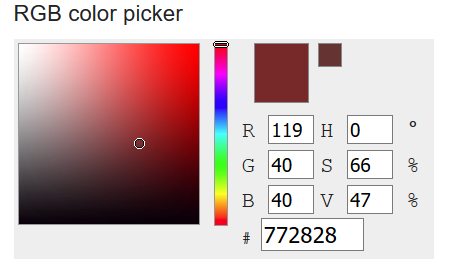 RGB color picker
R 119 H 0 °
G 40 S 66 %
B 40 V 47 %
# 772828